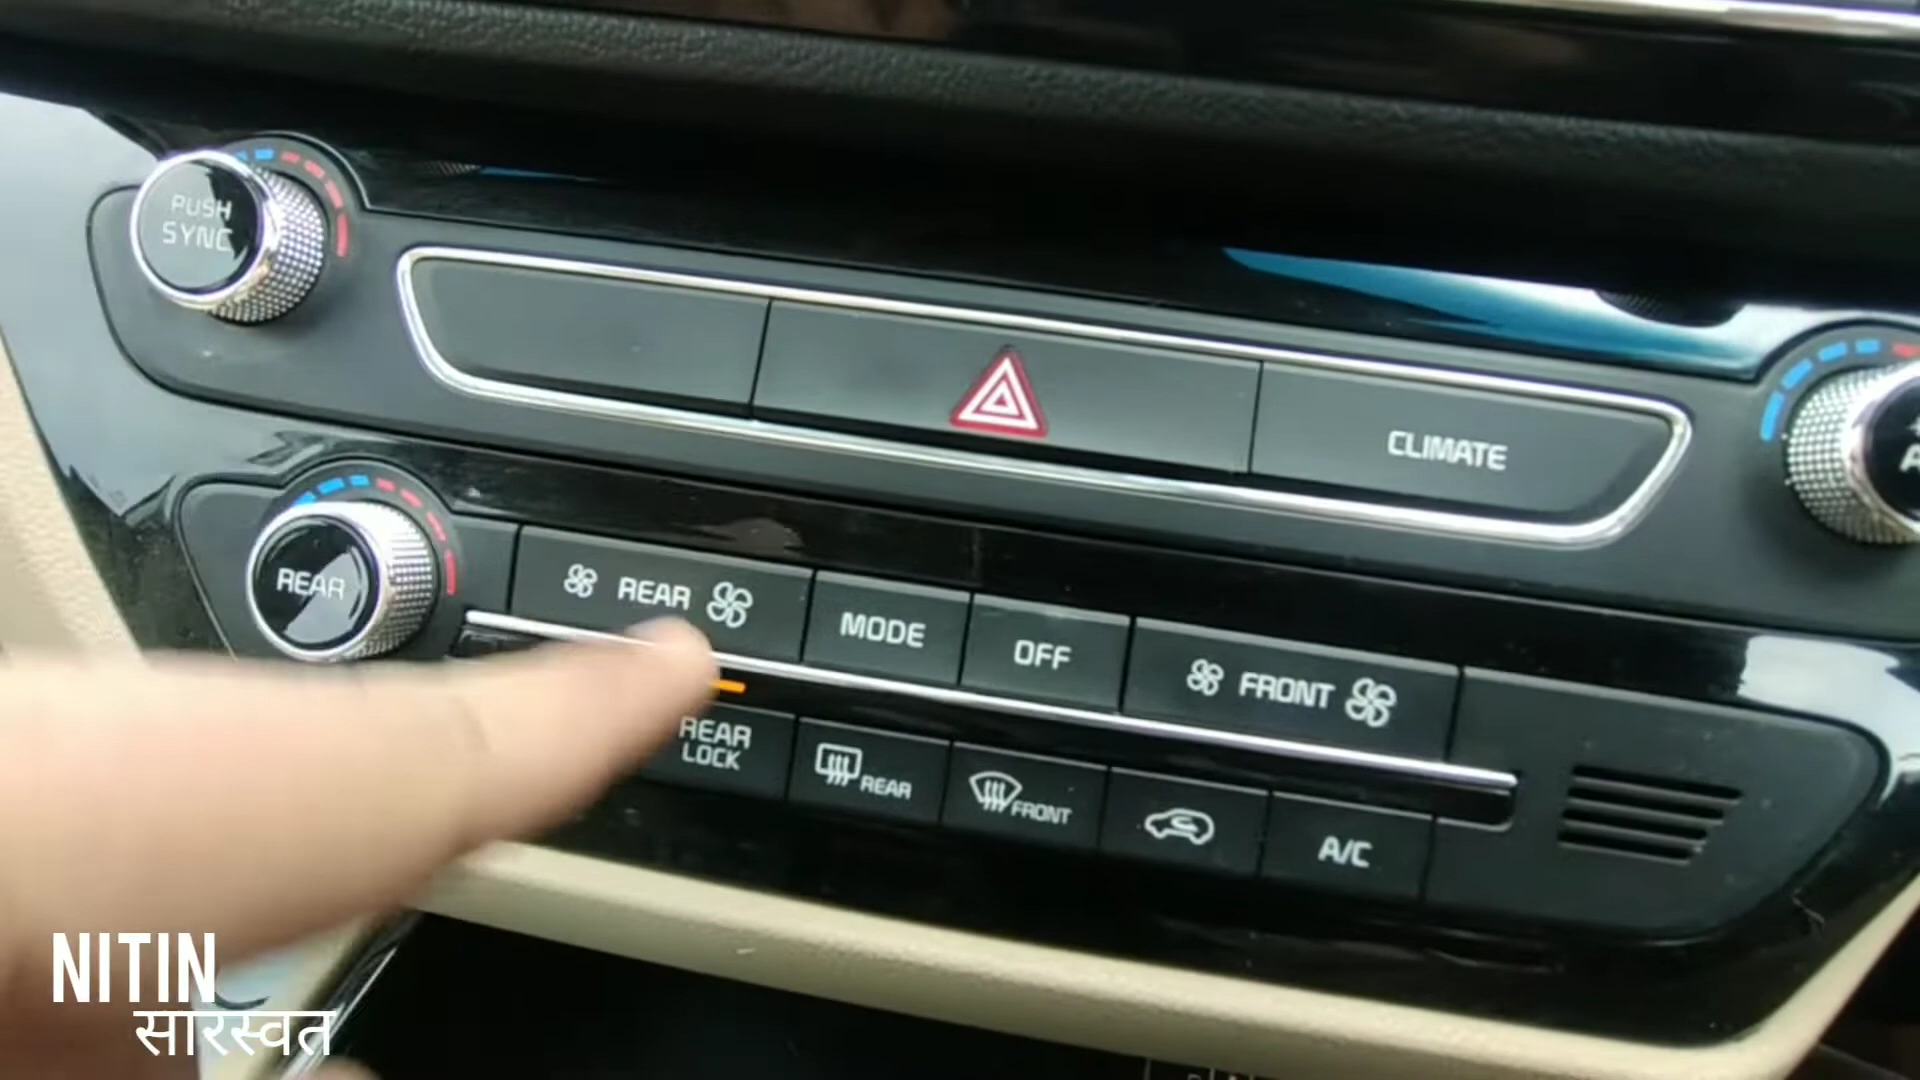 PUSH
SYNC
CLIMATE
REAR
REAR
MODE
OFF
FRONT
REAR
LOCK
REAR
FRONT
A/C
NITIN
सारस्वत